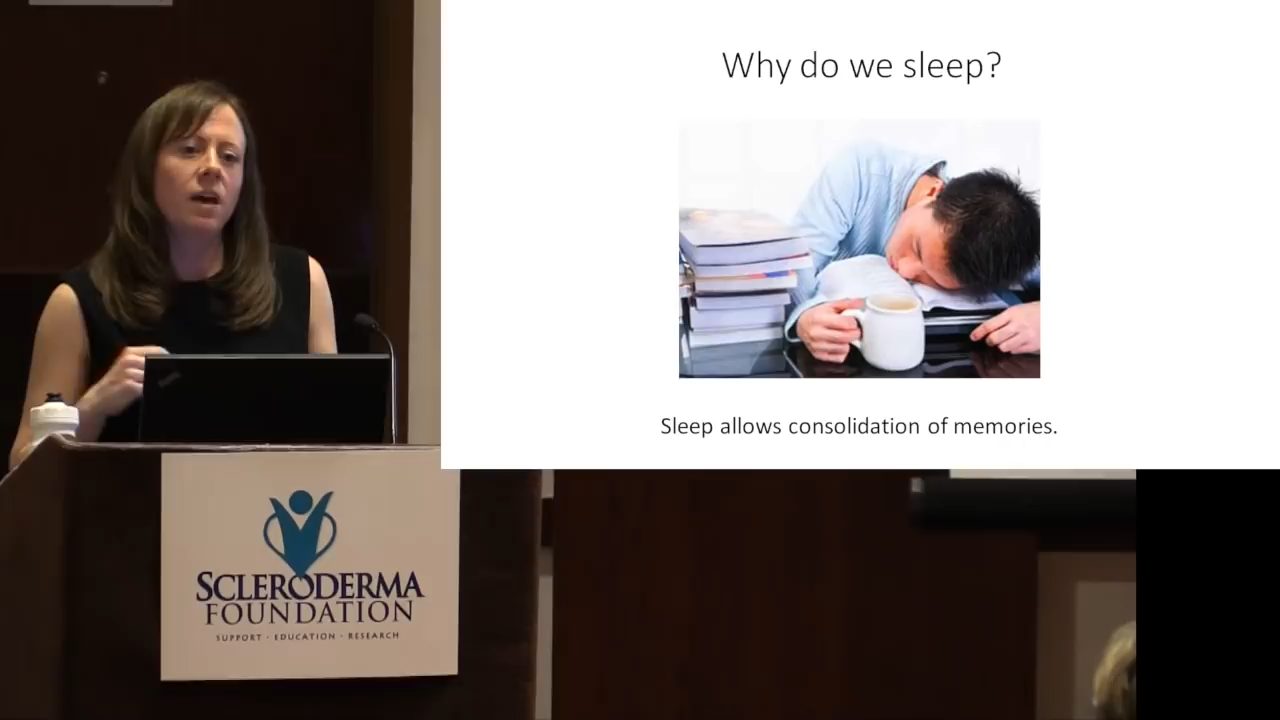 Why do we sleep?
Sleep allows consolidation of memories.
SCLERODERMA
FOUNDATION
SUPPORT · EDUCATION · RESEARCH